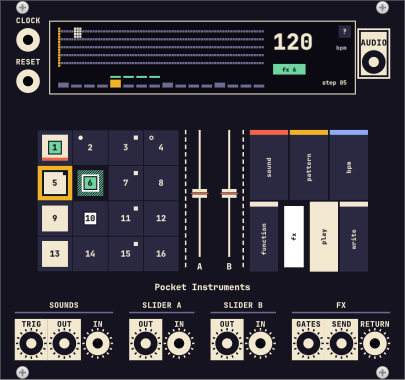 CLOCK
RESET
120
?
bpm
fx 6
step 05
AUDIO
1 2 3 4
5 6 7 8
9 10 11 12
13 14 15 16
A B
sound pattern bpm
function fx play write
Pocket Instruments
SOUNDS SLIDER A SLIDER B FX
TRIG OUT IN OUT IN OUT IN GATES SEND RETURN